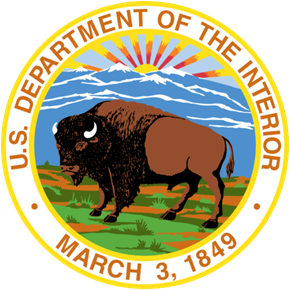 U.S. DEPARTMENT OF THE INTERIOR
MARCH 3, 1849